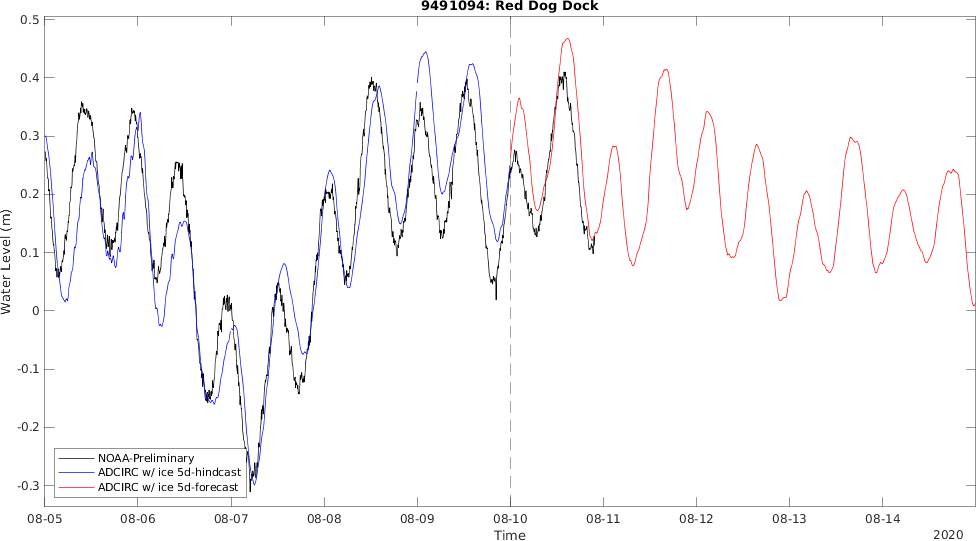 9491094: Red Dog Dock
0.5
0.4
0.3
0.2
0.1
0
-0.1
-0.2
-0.3
Water Level (m)
NOAA-Preliminary
ADCIRC w/ ice 5d-hindcast
ADCIRC w/ ice 5d-forecast
08-05 08-06 08-07 08-08 08-09 08-10 08-11 08-12 08-13 08-14
Time
2020